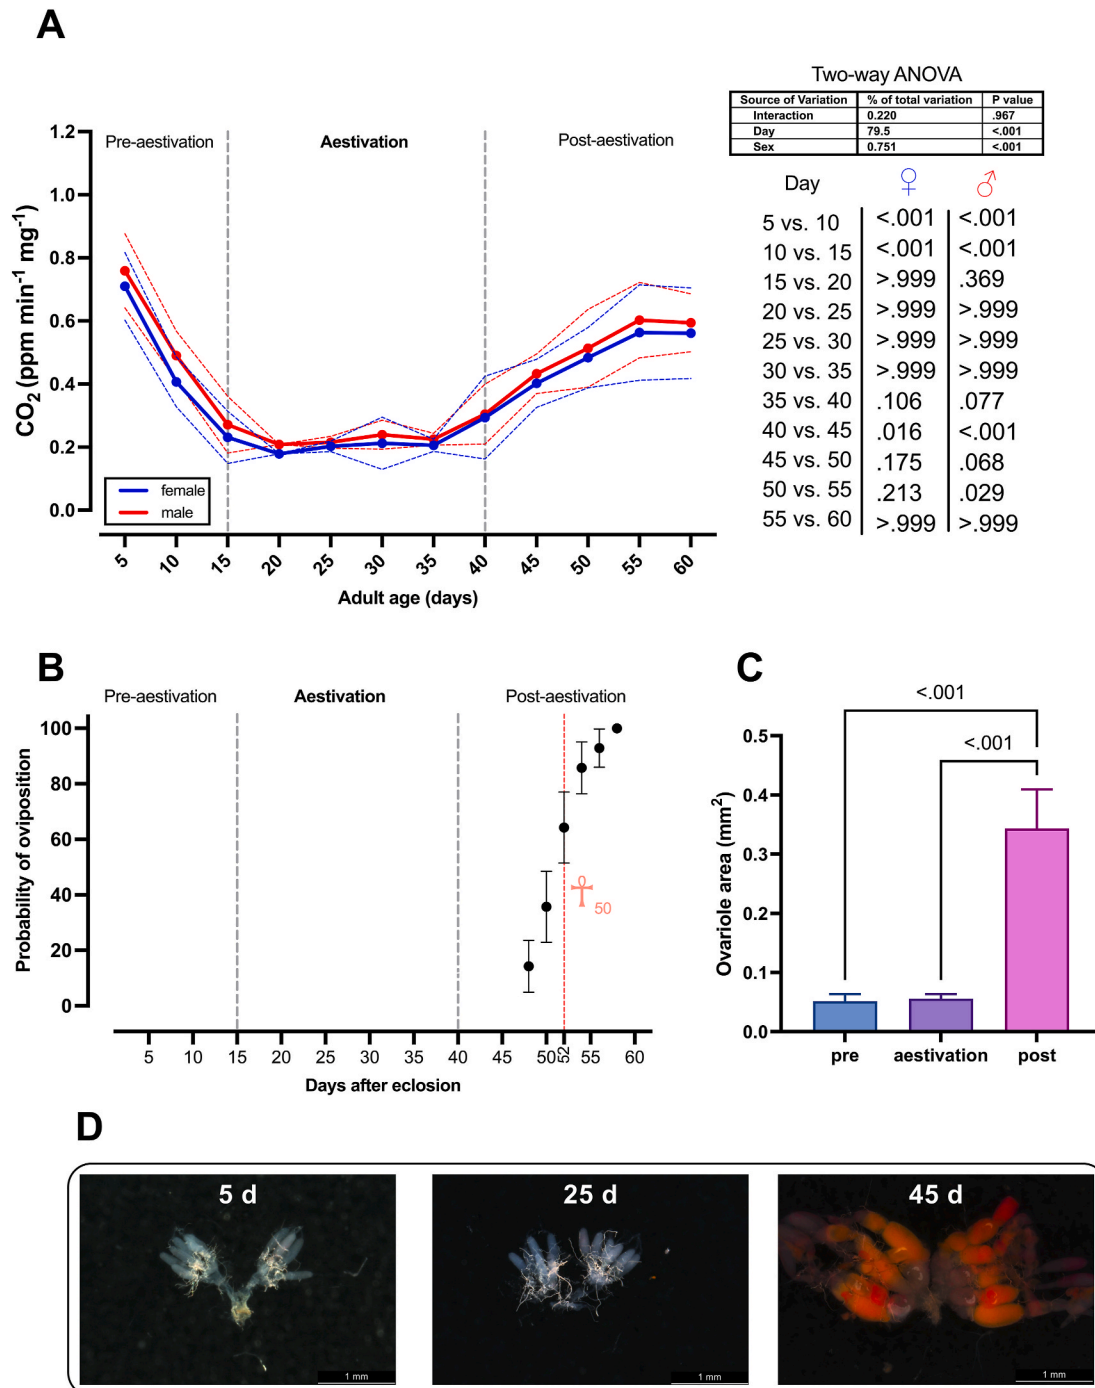 A
Two-way ANOVA
Source of Variation % of total variation P value
Interaction 0.220 .967
Day 79.5 <.001
Sex 0.751 <.001
Pre-aestivation Aestivation Post-aestivation
CO2 (ppm min-1 mg-1)
1.2
1.0
0.8
0.6
0.4
0.2
0.0
female
male
5 10 15 20 25 30 35 40 45 50 55 60
Adult age (days)
Day ♀ ♂
5 vs. 10 <.001 <.001
10 vs. 15 <.001 <.001
15 vs. 20 >.999 .369
20 vs. 25 >.999 >.999
25 vs. 30 >.999 >.999
30 vs. 35 >.999 >.999
35 vs. 40 .106 .077
40 vs. 45 .016 <.001
45 vs. 50 .175 .068
50 vs. 55 .213 .029
55 vs. 60 >.999 >.999
B
Pre-aestivation Aestivation Post-aestivation
Probability of oviposition
100
80
60
40
20
0
50
5 10 15 20 25 30 35 40 45 50 52 55 60
Days after eclosion
C
<.001
<.001
Ovariole area (mm2)
0.5
0.4
0.3
0.2
0.1
0.0
pre aestivation post
D
5 d 25 d 45 d
1 mm 1 mm 1 mm